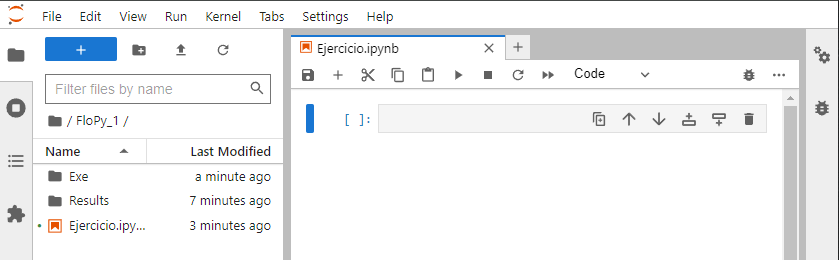 File Edit View Run Kernel Tabs Settings Help
Filter files by name
/ FloPy_1 /
Name Last Modified
Exe a minute ago
Results 7 minutes ago
Ejercicio.ipy... 3 minutes ago
Ejercicio.ipynb
Code
[ ]: